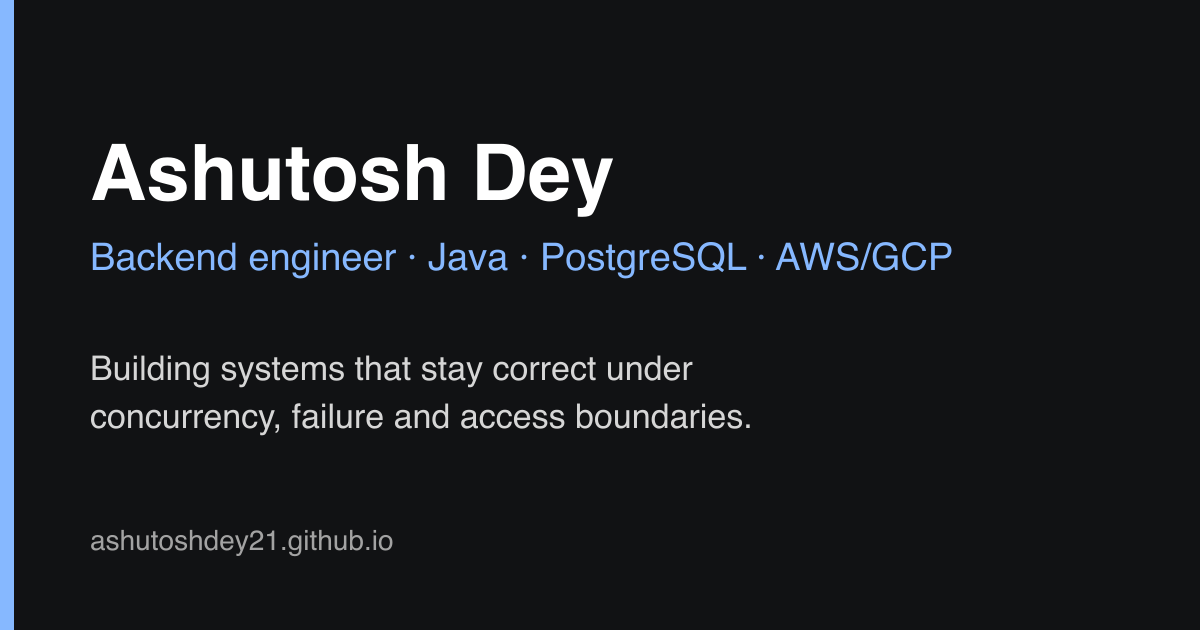 Ashutosh Dey
Backend engineer · Java · PostgreSQL · AWS/GCP
Building systems that stay correct under
concurrency, failure and access boundaries.
ashutoshdey21.github.io